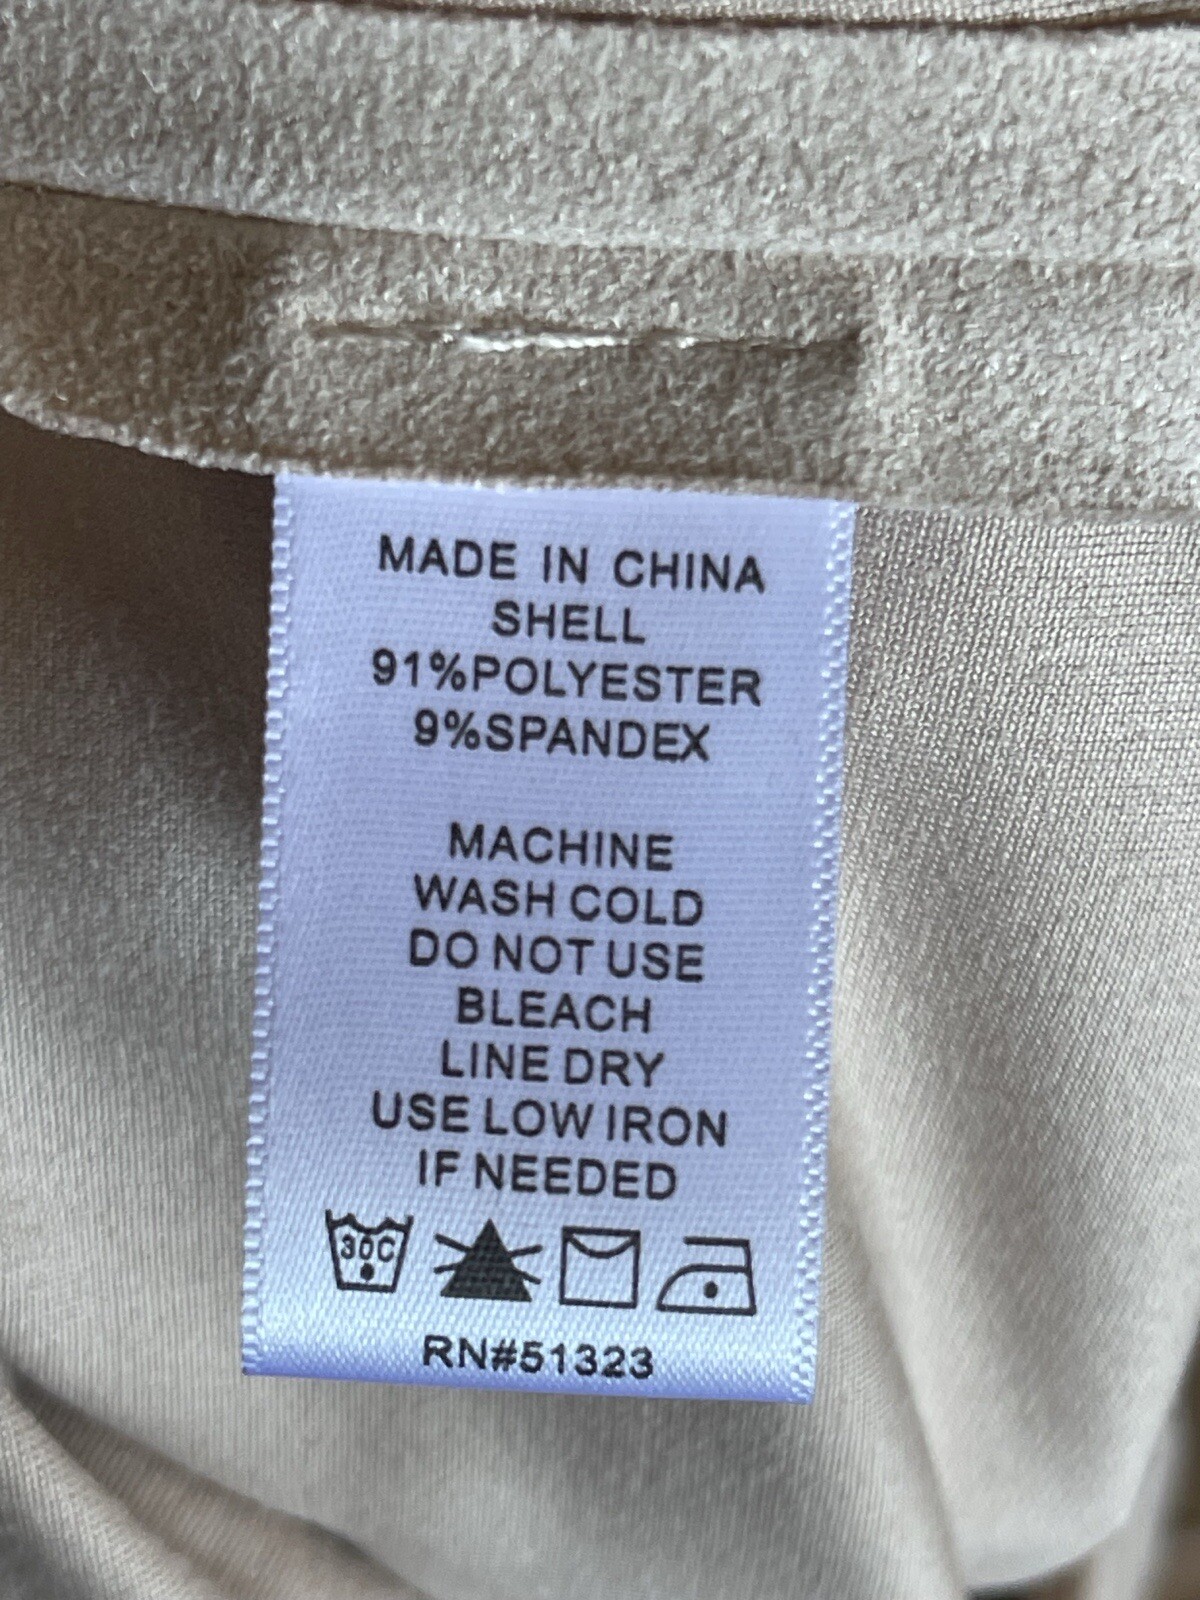 MADE IN CHINA
SHELL
91%POLYESTER
9%SPANDEX
MACHINE
WASH COLD
DO NOT USE
BLEACH
LINE DRY
USE LOW IRON
IF NEEDED
30C
RN#51323